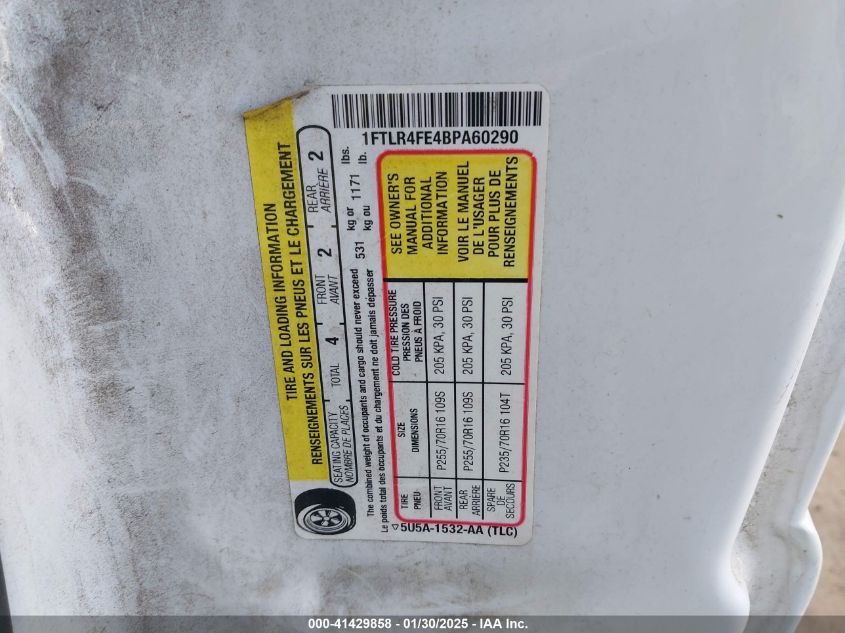 1FTLR4FE4BPA60290
TIRE AND LOADING INFORMATION
RENSEIGNEMENTS SUR LES PNEUS ET LE CHARGEMENT
SEATING CAPACITY
NOMBRE DE PLACES
TOTAL 4
FRONT
AVANT 2
REAR
ARRIÈRE 2
The combined weight of occupants and cargo should never exceed 531 kg or 1171 lbs.
Le poids total des occupants et du chargement ne doit jamais dépasser 531 kg ou 1171 lb.
TIRE
PNEU
SIZE
DIMENSIONS
COLD TIRE PRESSURE
PRESSION DES
PNEUS À FROID
FRONT
AVANT
P255/70R16 109S
205 KPA, 30 PSI
REAR
ARRIÈRE
P255/70R16 109S
205 KPA, 30 PSI
SPARE
DE
SECOURS
P235/70R16 104T
205 KPA, 30 PSI
SEE OWNER'S
MANUAL FOR
ADDITIONAL
INFORMATION
VOIR LE MANUEL
DE L'USAGER
POUR PLUS DE
RENSEIGNEMENTS
5U5A-1532-AA (TLC)
000-41429858 - 01/30/2025 - IAA Inc.